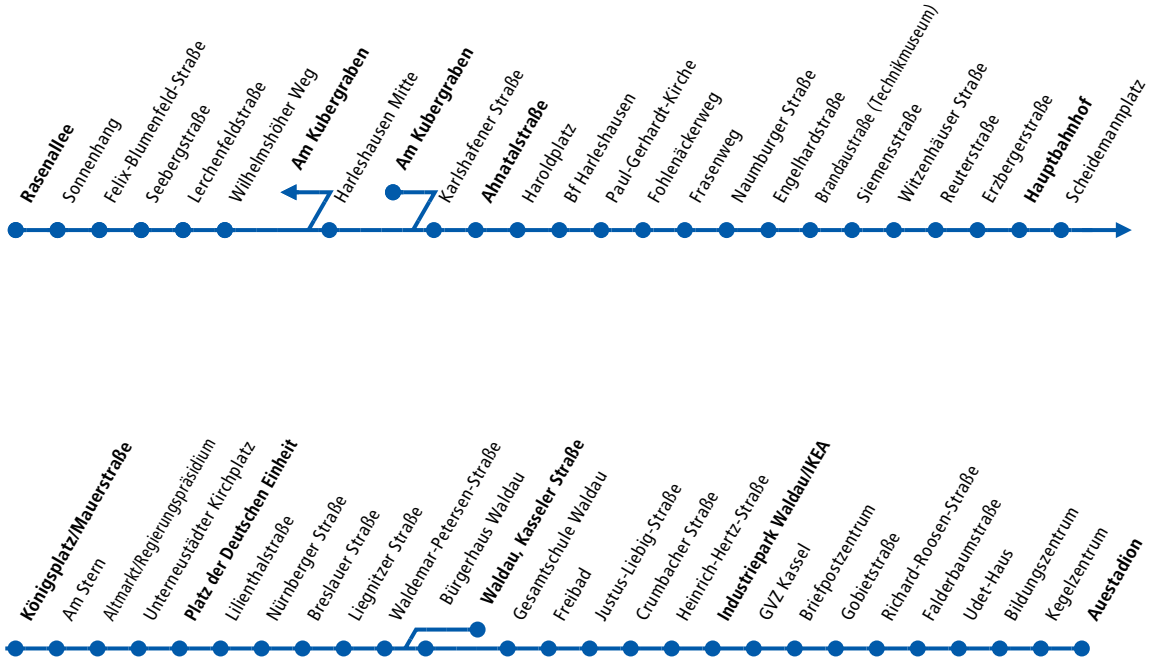 Rasenallee
Sonnenhang
Felix-Blumenfeld-Straße
Seebergstraße
Lerchenfeldstraße
Wilhelmshöher Weg
Am Kubergraben
Harleshausen Mitte
Am Kubergraben
Karlshafener Straße
Ahnatalstraße
Haroldplatz
Bf Harleshausen
Paul-Gerhardt-Kirche
Fohlenäckerweg
Frasenweg
Naumburger Straße
Engelhardstraße
Brandaustraße (Technikmuseum)
Siemensstraße
Witzenhäuser Straße
Reuterstraße
Erzbergerstraße
Hauptbahnhof
Scheidemannplatz
Königsplatz/Mauerstraße
Am Stern
Altmarkt/Regierungspräsidium
Unterneustädter Kirchplatz
Platz der Deutschen Einheit
Lilienthalstraße
Nürnberger Straße
Breslauer Straße
Liegnitzer Straße
Waldemar-Petersen-Straße
Bürgerhaus Waldau
Waldau, Kasseler Straße
Gesamtschule Waldau
Freibad
Justus-Liebig-Straße
Crumbacher Straße
Heinrich-Hertz-Straße
Industriepark Waldau/IKEA
GVZ Kassel
Briefpostzentrum
Gobietstraße
Richard-Roosen-Straße
Falderbaumstraße
Udet-Haus
Bildungszentrum
Kegelzentrum
Auestadion